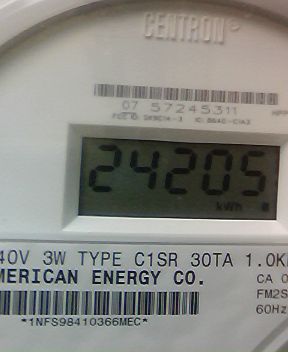 CENTRON®
07 57245311
24205
kWh
40V 3W TYPE C1SR 30TA 1.0K
MERICAN ENERGY CO.
CA 0
FM2S
60Hz
*1NFS98410366MEC*